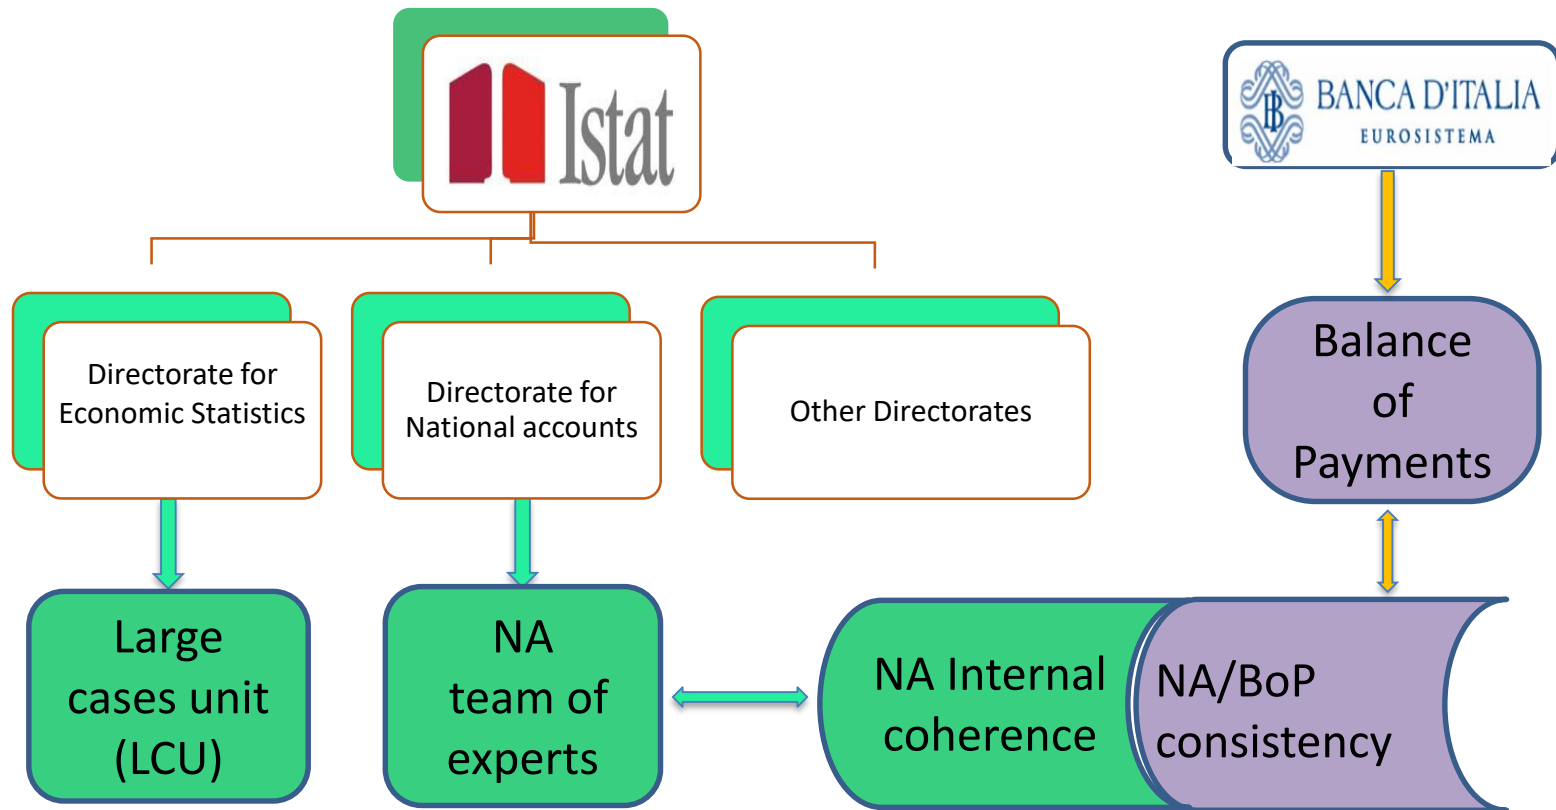 Istat
BANCA D'ITALIA
EUROSISTEMA
Directorate for
Economic Statistics
Directorate for
National accounts
Other Directorates
Balance
of
Payments
Large
cases unit
(LCU)
NA
team of
experts
NA Internal
coherence
NA/BoP
consistency